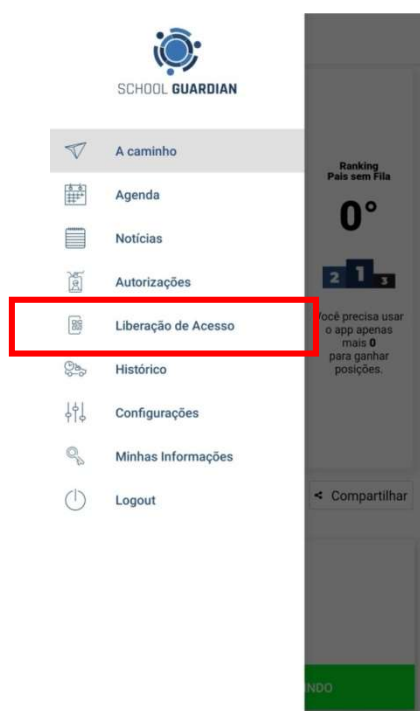 SCHOOL GUARDIAN
A caminho
Agenda
Notícias
Autorizações
Liberação de Acesso
Histórico
Configurações
Minhas Informações
Logout
Ranking
Pais sem Fila
0°
2 1 3
você precisa usar
o app apenas
mais 0
para ganhar
posições.
Compartilhar